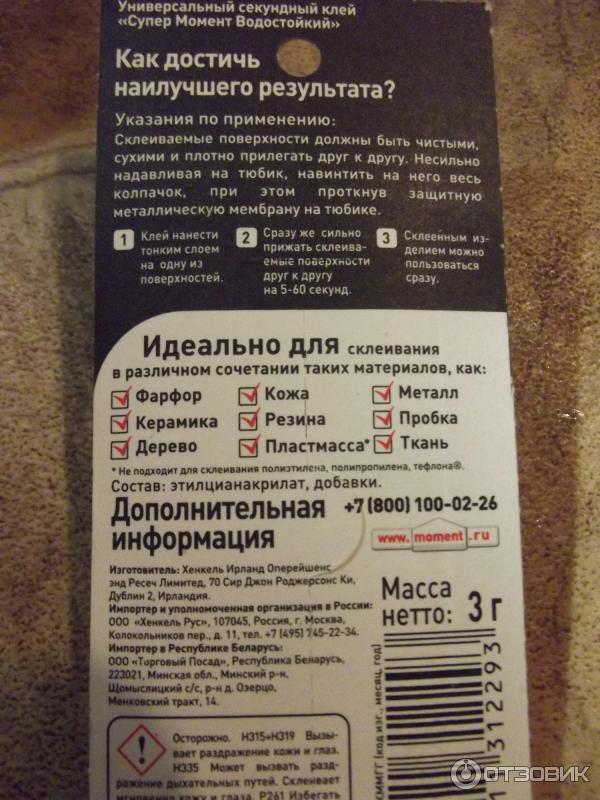 Универсальный секундный клей
«Супер Момент Водостойкий»
Как достичь
наилучшего результата?
Указания по применению:
Склеиваемые поверхности должны быть чистыми,
сухими и плотно прилегать друг к другу. Несильно
надавливая на тюбик, навинтить на него весь
колпачок, при этом проткнув защитную
металлическую мембрану на тюбике.
1 Клей нанести
тонким слоем
на одну из
поверхностей.
2 Сразу же сильно
прижать склеива-
емые поверхности
друг к другу
на 5-60 секунд.
3 Склеенным из-
делием можно
пользоваться
сразу.
Идеально для склеивания
в различном сочетании таких материалов, как:
Фарфор Кожа Металл
Керамика Резина Пробка
Дерево Пластмасса* Ткань
* Не подходит для склеивания полиэтилена, полипропилена, тефлона®.
Состав: этилцианакрилат, добавки.
Дополнительная
информация
+7 (800) 100-02-26
www.moment.ru
Изготовитель: Хенкель Ирланд Оперейшенс
энд Ресеч Лимитед, 70 Сир Джон Роджерсонс Ки,
Дублин 2, Ирландия.
Импортер и уполномоченная организация в России:
ООО «Хенкель Рус», 107045, Россия, г. Москва,
Колокольников пер., д. 11, тел. +7 (495) 745-22-34.
Импортер в Республике Беларусь:
ООО «Торговый Посад», Республика Беларусь,
223021, Минская обл., Минский р-н,
Щомыслицкий с/с, р-н д. Озерцо,
Менковский тракт, 14.
Масса
нетто: 3 г
(код изг., месяц, год)
312293
Осторожно. H315+H319 Вызы-
вает раздражение кожи и глаз.
H335 Может вызвать разд-
ражение дыхательных путей. Склеивает
мгновенно кожу и глаза. P261 Избегать
ОТЗОВИК